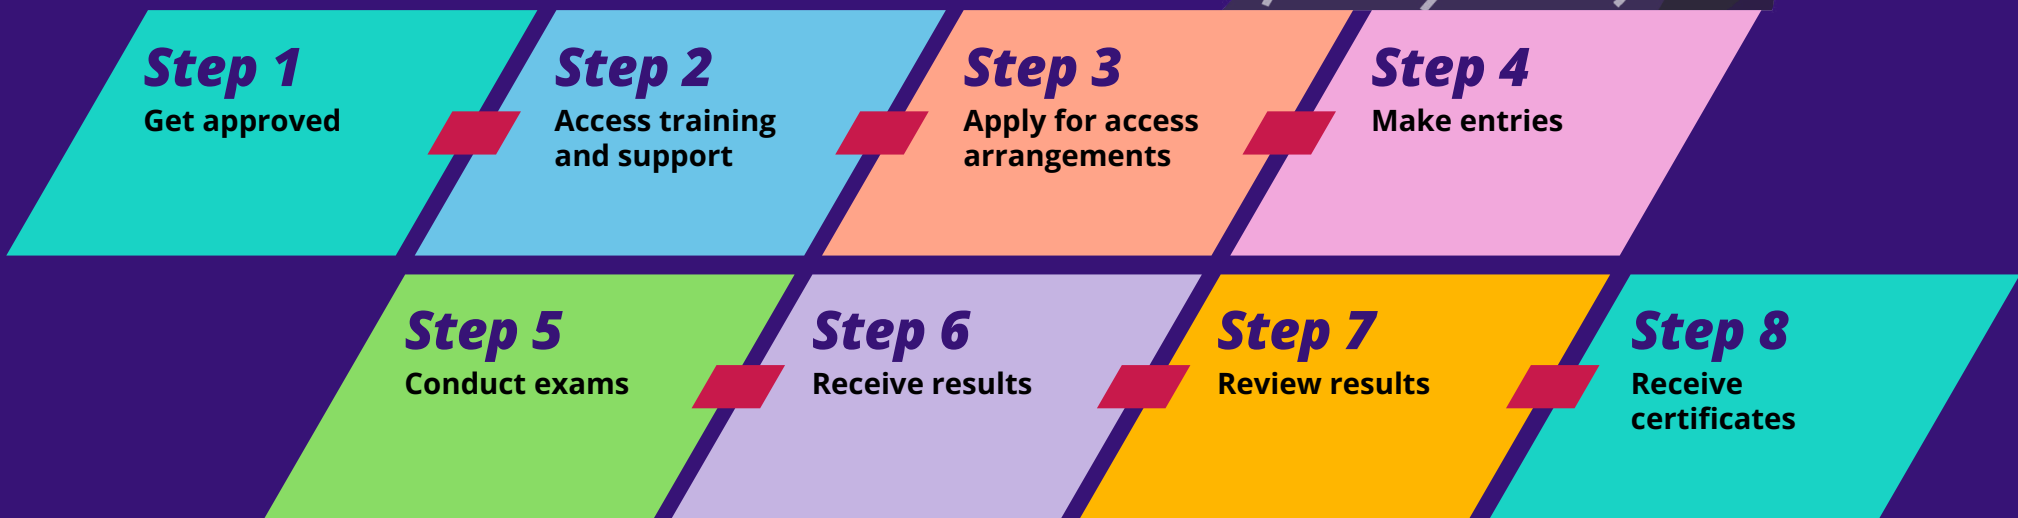 Step 1
Get approved
Step 2
Access training
and support
Step 3
Apply for access
arrangements
Step 4
Make entries
Step 5
Conduct exams
Step 6
Receive results
Step 7
Review results
Step 8
Receive
certificates